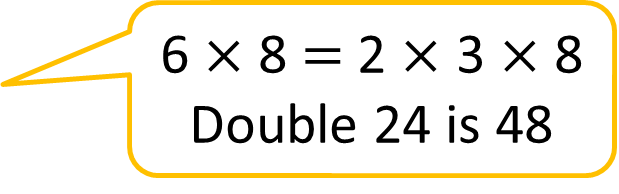 6 × 8 = 2 × 3 × 8
Double 24 is 48